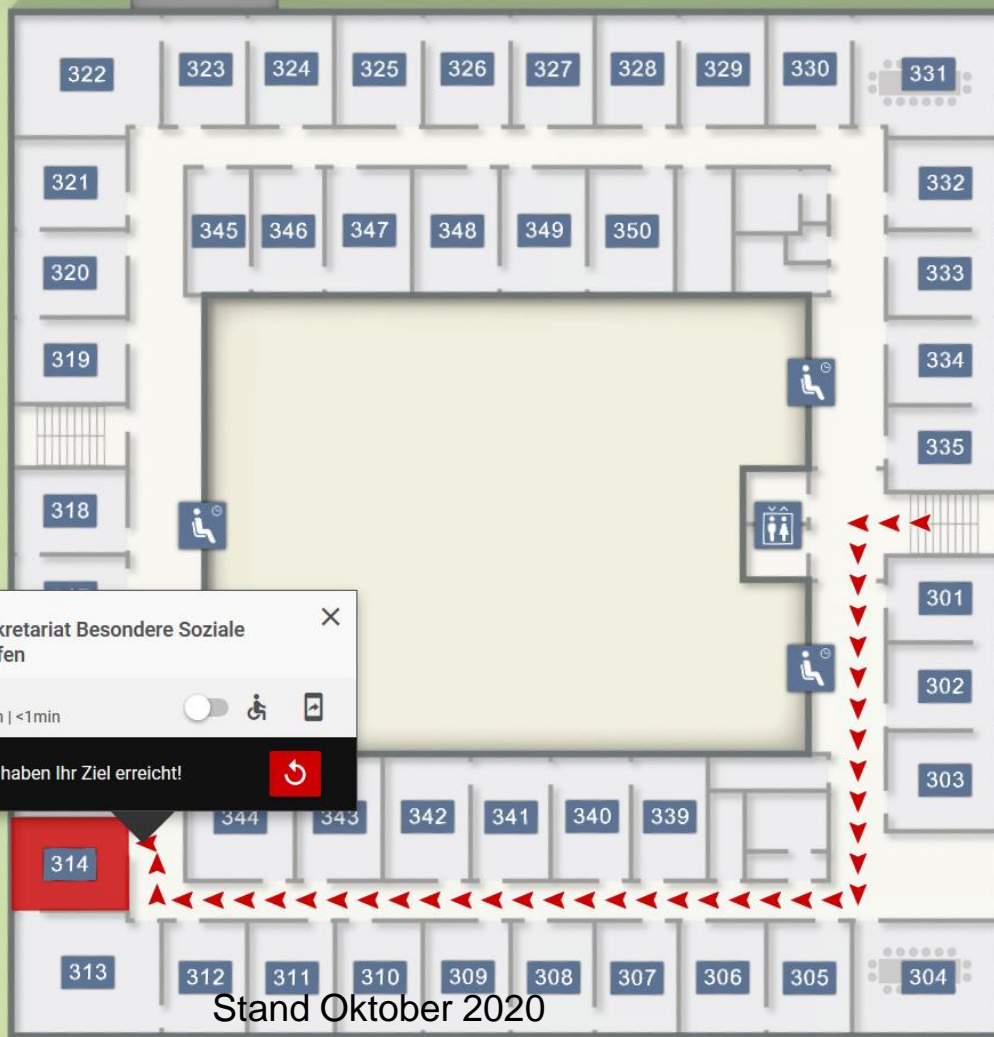 322 323 324 325 326 327 328 329 330 331
321 332
345 346 347 348 349 350
320 333
319 334
335
318
301
kretariat Besondere Soziale
fen
302
| <1min
haben Ihr Ziel erreicht!
303
344 343 342 341 340 339
314
313 312 311 310 309 308 307 306 305 304
Stand Oktober 2020